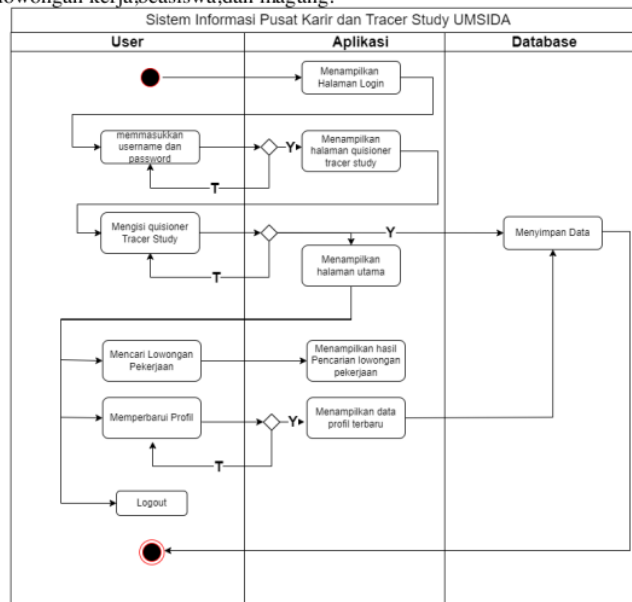 lowongan kerja,beasiswa,dan magang.
Sistem Informasi Pusat Karir dan Tracer Study UMSIDA
User
Aplikasi
Database
Menampilkan
Halaman Login
memmasukkan
username dan
password
Y
Menampilkan
halaman quisioner
tracer study
T
Mengisi quisioner
Tracer Study
Y
Menyimpan Data
T
Menampilkan
halaman utama
Mencari Lowongan
Pekerjaan
Menampilkan hasil
Pencarian lowongan
pekerjaan
Memperbarui Profil
Y
Menampilkan data
profil terbaru
T
Logout